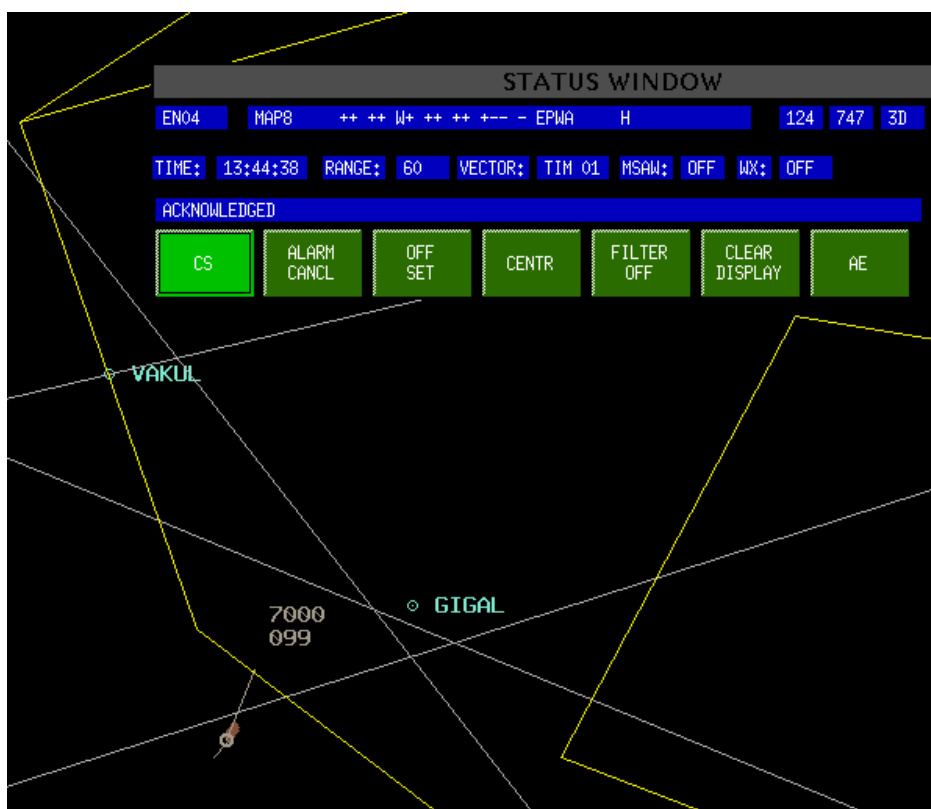 STATUS WINDOW
EN04 MAP8 ++ ++ W+ ++ ++ +-- - EPWA H 124 747 3D
TIME: 13:44:38 RANGE: 60 VECTOR: TIM 01 MSAW: OFF WX: OFF
ACKNOWLEDGED
CS
ALARM
CANCL
OFF
SET
CENTR
FILTER
OFF
CLEAR
DISPLAY
AE
VAKUL
GIGAL
7000
099